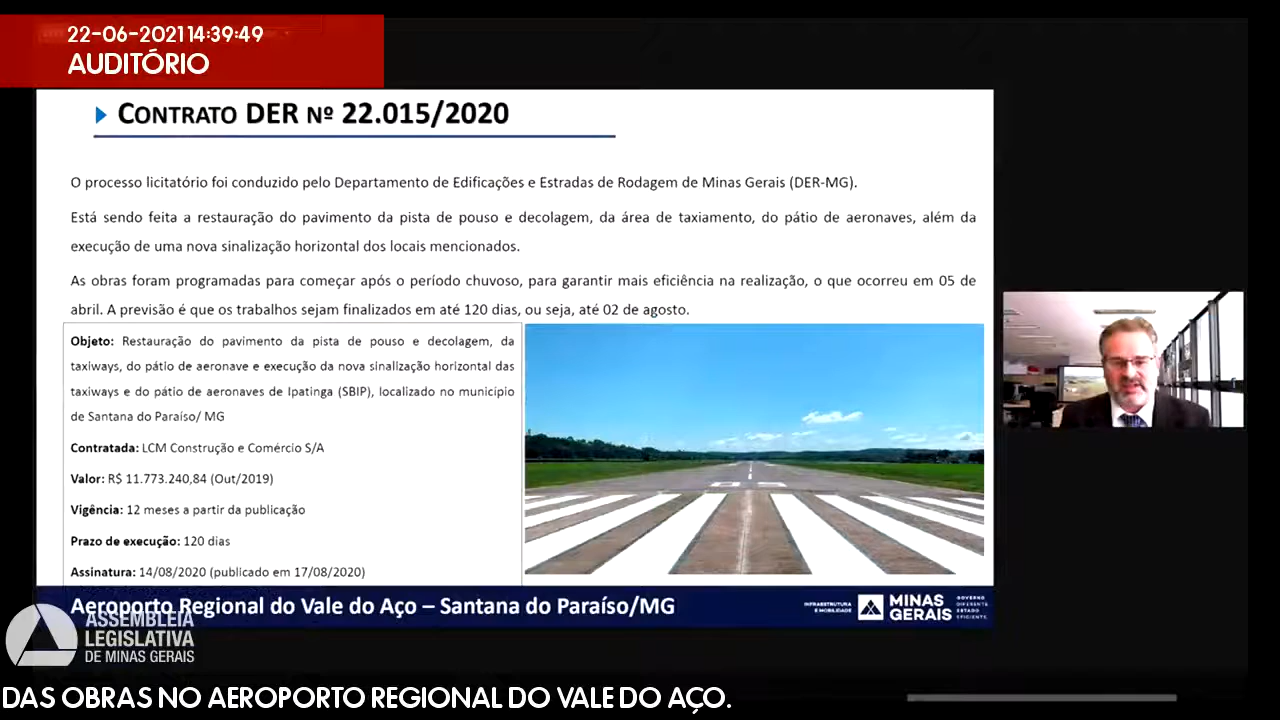 22-06-2021 14:39:49
AUDITÓRIO
CONTRATO DER Nº 22.015/2020
O processo licitatório foi conduzido pelo Departamento de Edificações e Estradas de Rodagem de Minas Gerais (DER-MG).
Está sendo feita a restauração do pavimento da pista de pouso e decolagem, da área de taxiamento, do pátio de aeronaves, além da
execução de uma nova sinalização horizontal dos locais mencionados.
As obras foram programadas para começar após o período chuvoso, para garantir mais eficiência na realização, o que ocorreu em 05 de
abril. A previsão é que os trabalhos sejam finalizados em até 120 dias, ou seja, até 02 de agosto.
Objeto: Restauração do pavimento da pista de pouso e decolagem, da
taxiways, do pátio de aeronave e execução da nova sinalização horizontal das
taxiways e do pátio de aeronaves de Ipatinga (SBIP), localizado no município
de Santana do Paraíso/ MG
Contratada: LCM Construção e Comércio S/A
Valor: R$ 11.773.240,84 (Out/2019)
Vigência: 12 meses a partir da publicação
Prazo de execução: 120 dias
Assinatura: 14/08/2020 (publicado em 17/08/2020)
Aeroporto Regional do Vale do Aço – Santana do Paraíso/MG
INFRAESTRUTURA
E MOBILIDADE
MINAS
GERAIS
GOVERNO
DIFERENTE
ESTADO
EFICIENTE.
ASSEMBLEIA
LEGISLATIVA
DE MINAS GERAIS
DAS OBRAS NO AEROPORTO REGIONAL DO VALE DO AÇO.